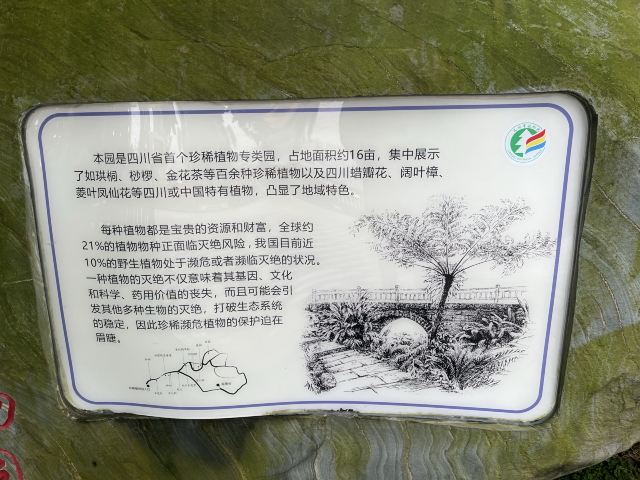 本园是四川省首个珍稀植物专类园，占地面积约16亩，集中展示
了如珙桐、桫椤、金花茶等百余种珍稀植物以及四川蜡瓣花、阔叶樟、
菱叶凤仙花等四川或中国特有植物，凸显了地域特色。
每种植物都是宝贵的资源和财富，全球约
21%的植物物种正面临灭绝风险，我国目前近
10%的野生植物处于濒危或者濒临灭绝的状况。
一种植物的灭绝不仅意味着其基因、文化
和科学、药用价值的丧失，而且可能会引
发其他多种生物的灭绝，打破生态系统
的稳定，因此珍稀濒危植物的保护迫在
眉睫。